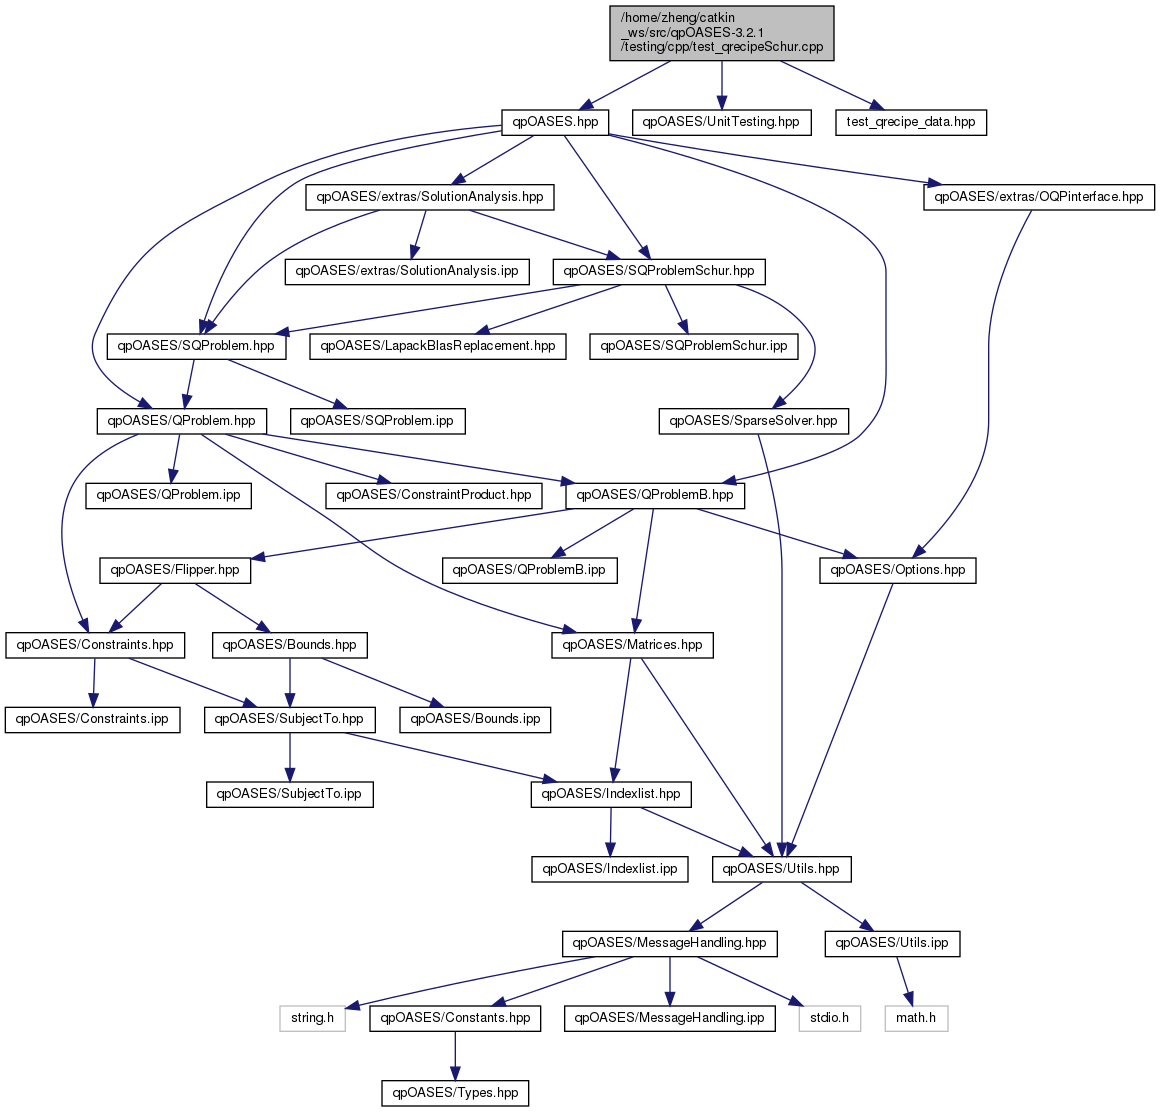 /home/zheng/catkin
_ws/src/qpOASES-3.2.1
/testing/cpp/test_qrecipeSchur.cpp
qpOASES.hpp
qpOASES/UnitTesting.hpp
test_qrecipe_data.hpp
qpOASES/extras/SolutionAnalysis.hpp
qpOASES/extras/OQPinterface.hpp
qpOASES/extras/SolutionAnalysis.ipp
qpOASES/SQProblemSchur.hpp
qpOASES/SQProblem.hpp
qpOASES/LapackBlasReplacement.hpp
qpOASES/SQProblemSchur.ipp
qpOASES/QProblem.hpp
qpOASES/SQProblem.ipp
qpOASES/SparseSolver.hpp
qpOASES/QProblem.ipp
qpOASES/ConstraintProduct.hpp
qpOASES/QProblemB.hpp
qpOASES/Flipper.hpp
qpOASES/QProblemB.ipp
qpOASES/Options.hpp
qpOASES/Constraints.hpp
qpOASES/Bounds.hpp
qpOASES/Matrices.hpp
qpOASES/Constraints.ipp
qpOASES/SubjectTo.hpp
qpOASES/Bounds.ipp
qpOASES/SubjectTo.ipp
qpOASES/Indexlist.hpp
qpOASES/Indexlist.ipp
qpOASES/Utils.hpp
qpOASES/MessageHandling.hpp
qpOASES/Utils.ipp
string.h
qpOASES/Constants.hpp
qpOASES/MessageHandling.ipp
stdio.h
math.h
qpOASES/Types.hpp